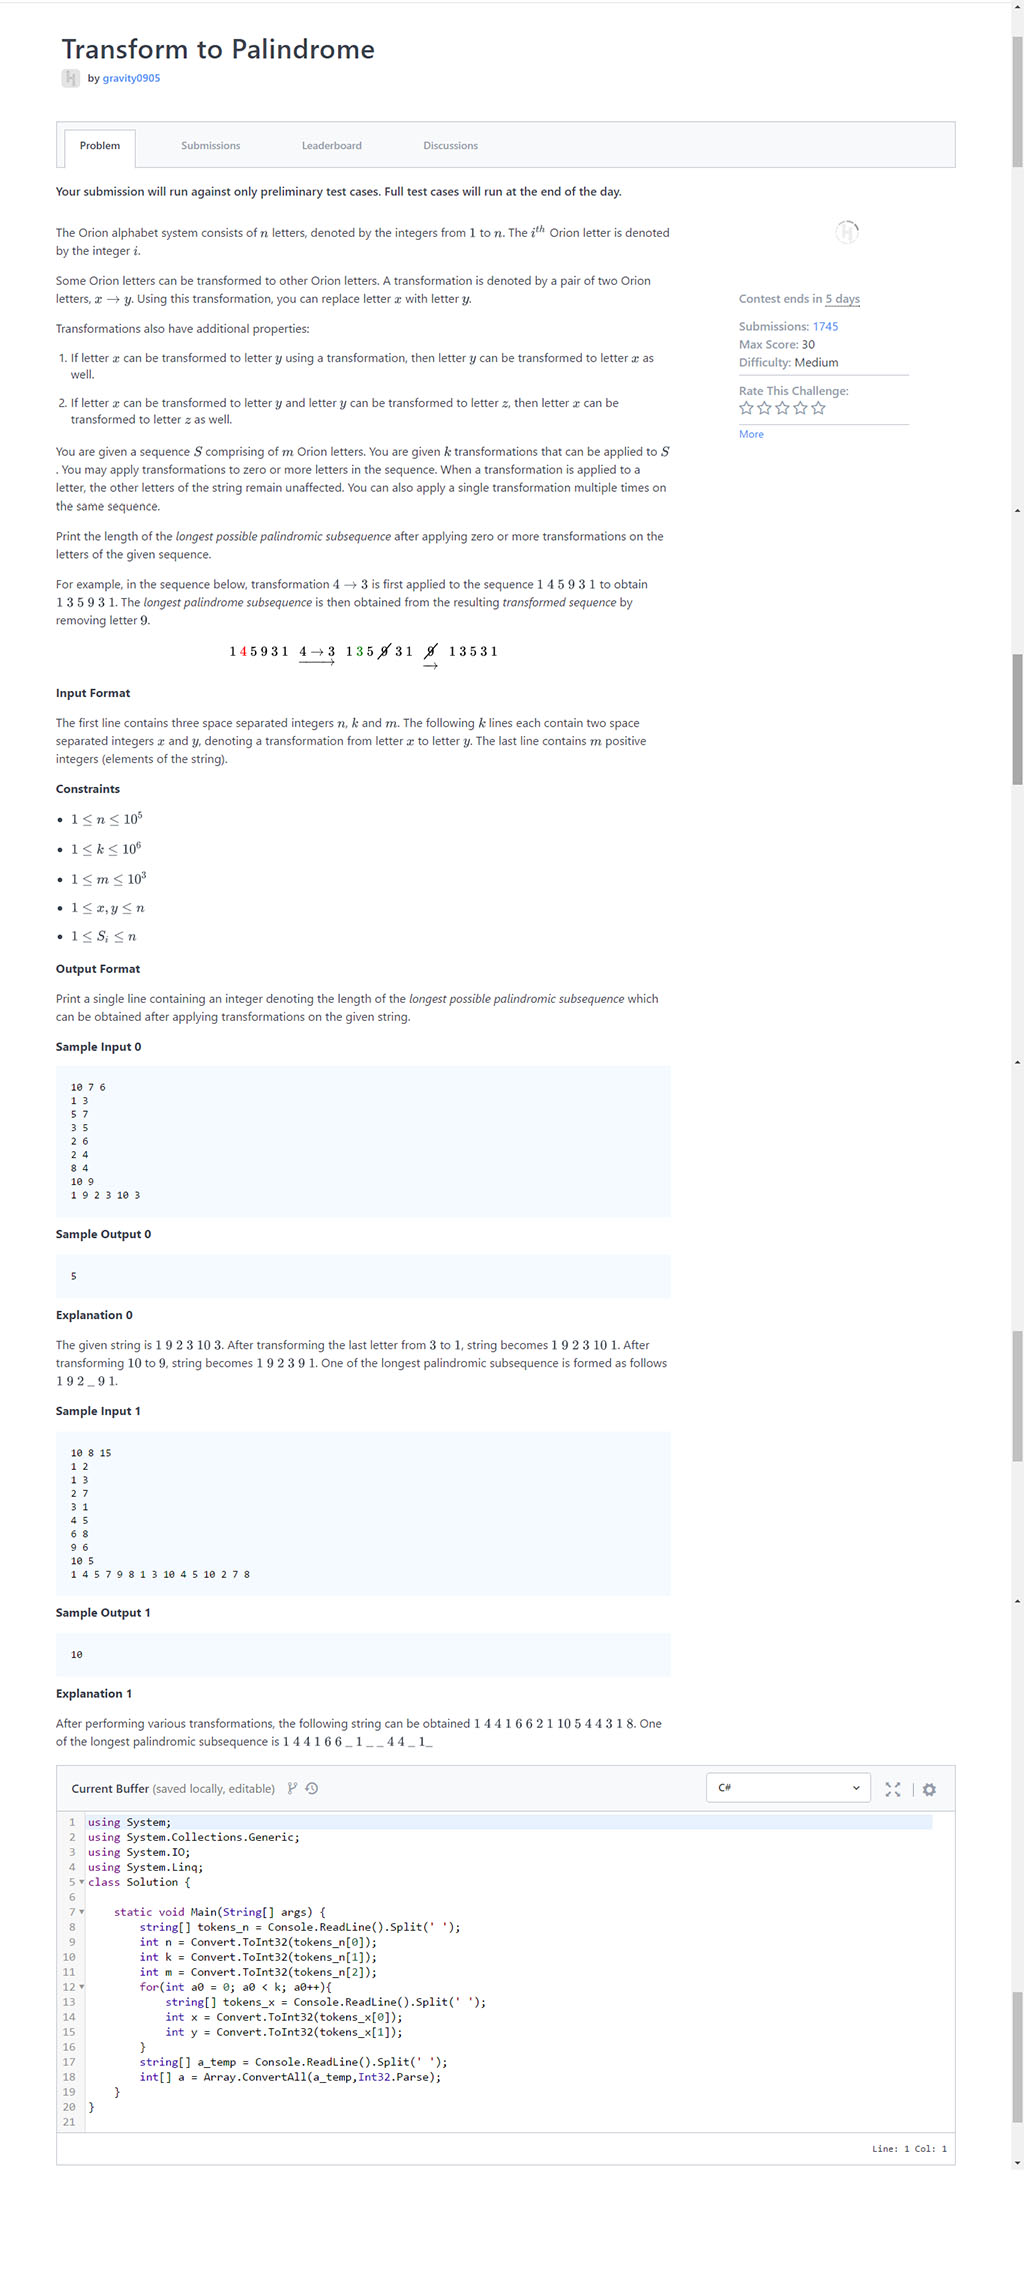 Transform to Palindrome
by gravity0905
Problem Submissions Leaderboard Discussions
Your submission will run against only preliminary test cases. Full test cases will run at the end of the day.
The Orion alphabet system consists of n letters, denoted by the integers from 1 to n. The i^th Orion letter is denoted
by the integer i.
Some Orion letters can be transformed to other Orion letters. A transformation is denoted by a pair of two Orion
letters, x → y. Using this transformation, you can replace letter x with letter y.
Transformations also have additional properties:
1. If letter x can be transformed to letter y using a transformation, then letter y can be transformed to letter x as
well.
2. If letter x can be transformed to letter y and letter y can be transformed to letter z, then letter x can be
transformed to letter z as well.
You are given a sequence S comprising of m Orion letters. You are given k transformations that can be applied to S
. You may apply transformations to zero or more letters in the sequence. When a transformation is applied to a
letter, the other letters of the string remain unaffected. You can also apply a single transformation multiple times on
the same sequence.
Print the length of the longest possible palindromic subsequence after applying zero or more transformations on the
letters of the given sequence.
For example, in the sequence below, transformation 4 → 3 is first applied to the sequence 1 4 5 9 3 1 to obtain
1 3 5 9 3 1. The longest palindrome subsequence is then obtained from the resulting transformed sequence by
removing letter 9.
1 4 5 9 3 1 4 → 3 → 1 3 5 9 3 1 9 → 1 3 5 3 1
Input Format
The first line contains three space separated integers n, k and m. The following k lines each contain two space
separated integers x and y, denoting a transformation from letter x to letter y. The last line contains m positive
integers (elements of the string).
Constraints
• 1 ≤ n ≤ 10^5
• 1 ≤ k ≤ 10^6
• 1 ≤ m ≤ 10^3
• 1 ≤ x, y ≤ n
• 1 ≤ S_i ≤ n
Output Format
Print a single line containing an integer denoting the length of the longest possible palindromic subsequence which
can be obtained after applying transformations on the given string.
Sample Input 0
10 7 6
1 3
5 7
3 5
2 6
2 4
8 4
10 9
1 9 2 3 10 3
Sample Output 0
5
Explanation 0
The given string is 1 9 2 3 10 3. After transforming the last letter from 3 to 1, string becomes 1 9 2 3 10 1. After
transforming 10 to 9, string becomes 1 9 2 3 9 1. One of the longest palindromic subsequence is formed as follows
1 9 2 _ 9 1.
Sample Input 1
10 8 15
1 2
1 3
2 7
3 1
4 5
6 8
9 6
10 5
1 4 5 7 9 8 1 3 10 4 5 10 2 7 8
Sample Output 1
10
Explanation 1
After performing various transformations, the following string can be obtained 1 4 4 1 6 6 2 1 10 5 4 4 3 1 8. One
of the longest palindromic subsequence is 1 4 4 1 6 6 _ 1 _ _ 4 4 _ 1_
Contest ends in 5 days
Submissions: 1745
Max Score: 30
Difficulty: Medium
Rate This Challenge:
More
Current Buffer (saved locally, editable) C#
1 using System;
2 using System.Collections.Generic;
3 using System.IO;
4 using System.Linq;
5 class Solution {
6
7 static void Main(String[] args) {
8 string[] tokens_n = Console.ReadLine().Split(' ');
9 int n = Convert.ToInt32(tokens_n[0]);
10 int k = Convert.ToInt32(tokens_n[1]);
11 int m = Convert.ToInt32(tokens_n[2]);
12 for(int a0 = 0; a0 < k; a0++){
13 string[] tokens_x = Console.ReadLine().Split(' ');
14 int x = Convert.ToInt32(tokens_x[0]);
15 int y = Convert.ToInt32(tokens_x[1]);
16 }
17 string[] a_temp = Console.ReadLine().Split(' ');
18 int[] a = Array.ConvertAll(a_temp,Int32.Parse);
19 }
20 }
21
Line: 1 Col: 1